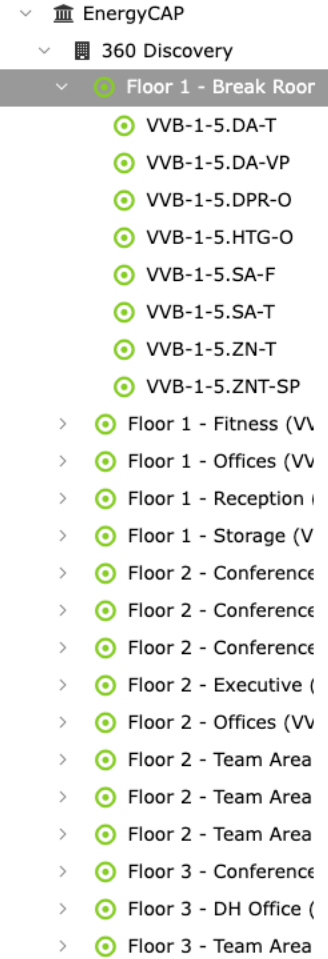 EnergyCAP
360 Discovery
Floor 1 - Break Roor
VVB-1-5.DA-T
VVB-1-5.DA-VP
VVB-1-5.DPR-O
VVB-1-5.HTG-O
VVB-1-5.SA-F
VVB-1-5.SA-T
VVB-1-5.ZN-T
VVB-1-5.ZNT-SP
Floor 1 - Fitness (VV
Floor 1 - Offices (VV
Floor 1 - Reception (
Floor 1 - Storage (V
Floor 2 - Conference
Floor 2 - Conference
Floor 2 - Conference
Floor 2 - Executive (
Floor 2 - Offices (VV
Floor 2 - Team Area
Floor 2 - Team Area
Floor 2 - Team Area
Floor 3 - Conference
Floor 3 - DH Office (
Floor 3 - Team Area